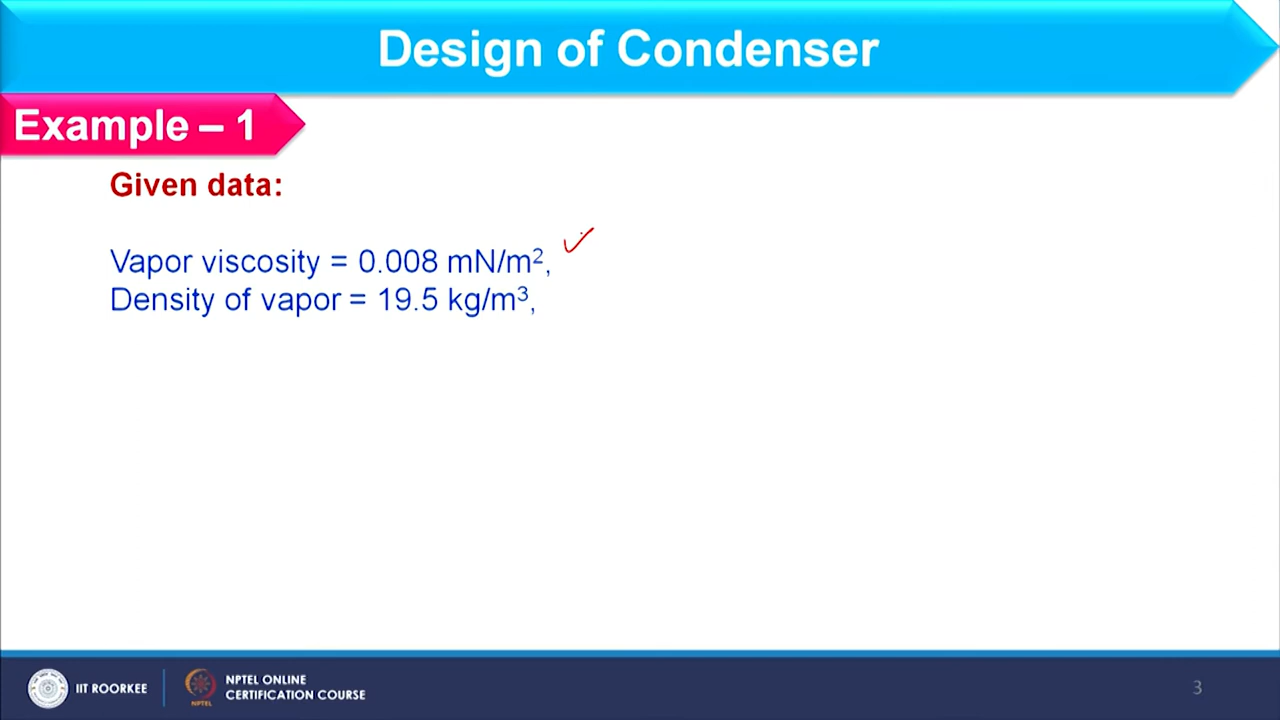 Design of Condenser
Example – 1
Given data:
Vapor viscosity = 0.008 mN/m²,
Density of vapor = 19.5 kg/m³,
IIT ROORKEE
NPTEL
NPTEL ONLINE
CERTIFICATION COURSE
3